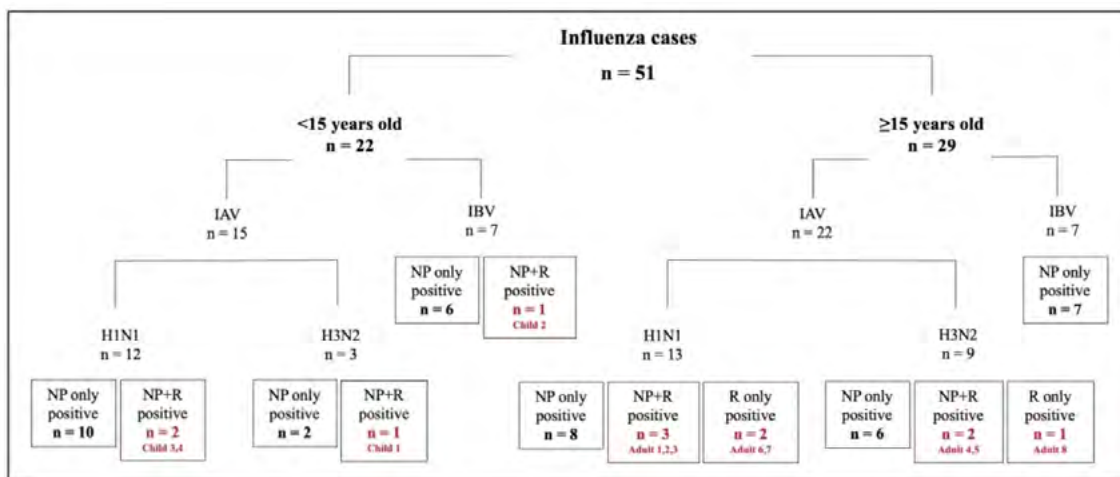 Influenza cases
n = 51
<15 years old
n = 22
≥15 years old
n = 29
IAV
n = 15
IBV
n = 7
IAV
n = 22
IBV
n = 7
NP only
positive
n = 6
NP+R
positive
n = 1
Child 2
NP only
positive
n = 7
H1N1
n = 12
H3N2
n = 3
H1N1
n = 13
H3N2
n = 9
NP only
positive
n = 10
NP+R
positive
n = 2
Child 3,4
NP only
positive
n = 2
NP+R
positive
n = 1
Child 1
NP only
positive
n = 8
NP+R
positive
n = 3
Adult 1,2,3
R only
positive
n = 2
Adult 6,7
NP only
positive
n = 6
NP+R
positive
n = 2
Adult 4,5
R only
positive
n = 1
Adult 8